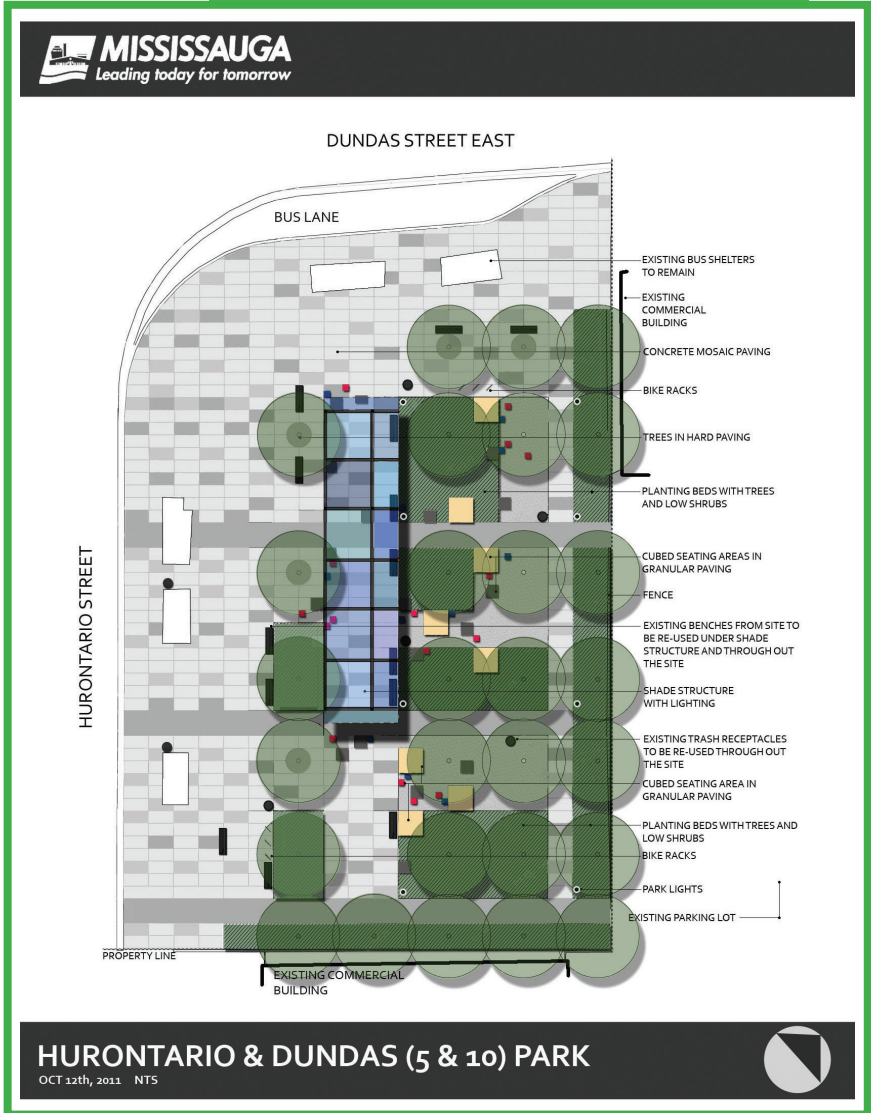 MISSISSAUGA
Leading today for tomorrow
DUNDAS STREET EAST
BUS LANE
EXISTING BUS SHELTERS
TO REMAIN
EXISTING
COMMERCIAL
BUILDING
CONCRETE MOSAIC PAVING
BIKE RACKS
TREES IN HARD PAVING
PLANTING BEDS WITH TREES
AND LOW SHRUBS
CUBED SEATING AREAS IN
GRANULAR PAVING
FENCE
EXISTING BENCHES FROM SITE TO
BE RE-USED UNDER SHADE
STRUCTURE AND THROUGH OUT
THE SITE
SHADE STRUCTURE
WITH LIGHTING
EXISTING TRASH RECEPTACLES
TO BE RE-USED THROUGH OUT
THE SITE
CUBED SEATING AREA IN
GRANULAR PAVING
PLANTING BEDS WITH TREES AND
LOW SHRUBS
BIKE RACKS
PARK LIGHTS
EXISTING PARKING LOT
HURONTARIO STREET
PROPERTY LINE
EXISTING COMMERCIAL
BUILDING
HURONTARIO & DUNDAS (5 & 10) PARK
OCT 12th, 2011 NTS